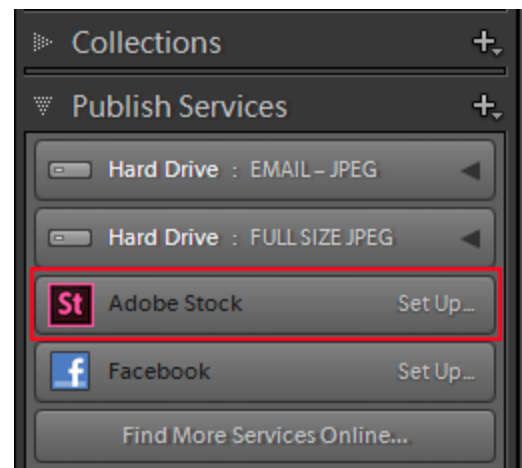 Collections
Publish Services
Hard Drive : EMAIL – JPEG
Hard Drive : FULL SIZE JPEG
St Adobe Stock Set Up...
f Facebook Set Up...
Find More Services Online...